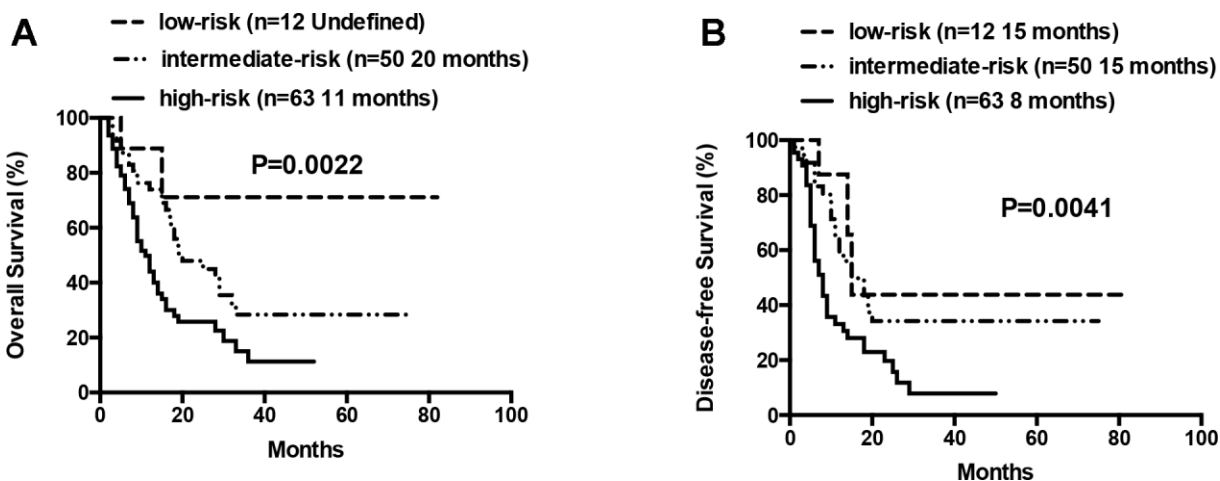 A
low-risk (n=12 Undefined)
intermediate-risk (n=50 20 months)
high-risk (n=63 11 months)
Overall Survival (%)
100
80
60
40
20
0
P=0.0022
0 20 40 60 80 100
Months
B
low-risk (n=12 15 months)
intermediate-risk (n=50 15 months)
high-risk (n=63 8 months)
Disease-free Survival (%)
100
80
60
40
20
0
P=0.0041
0 20 40 60 80 100
Months